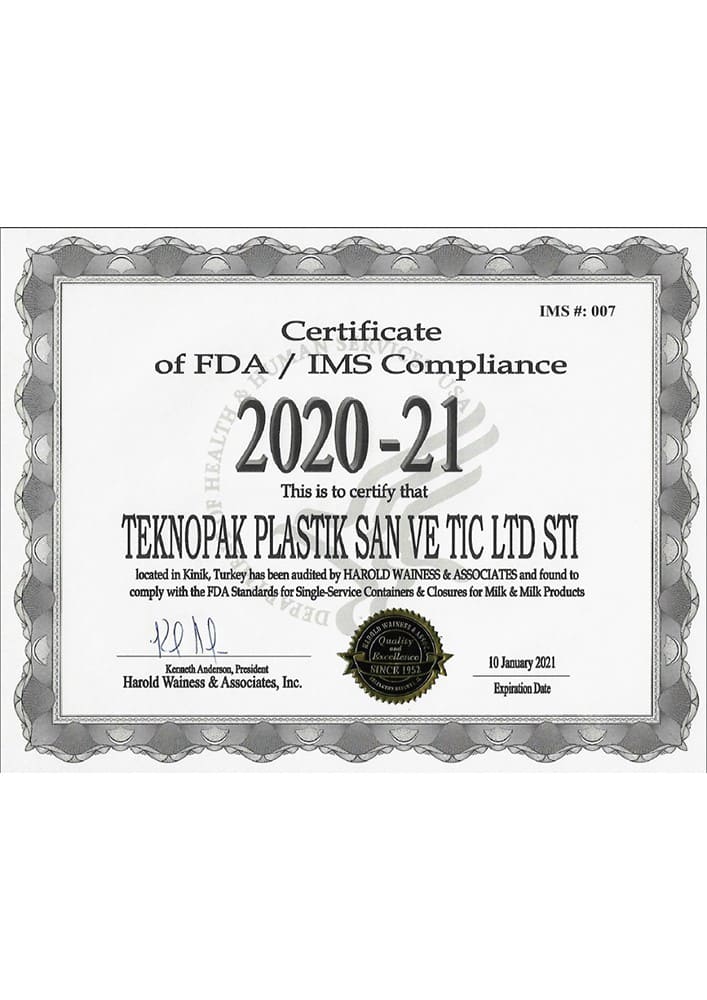 IMS #: 007
Certificate
of FDA / IMS Compliance
2020-21
This is to certify that
TEKNOPAK PLASTIK SAN VE TIC LTD STI
located in Kinik, Turkey has been audited by HAROLD WAINESS & ASSOCIATES and found to
comply with the FDA Standards for Single-Service Containers & Closures for Milk & Milk Products
OF HEALTH & HUMAN SERVICES USA
HAROLD WAINESS & ASSOC.
Quality
and
Excellence
SINCE 1952
10 January 2021
Expiration Date
Kenneth Anderson, President
Harold Wainess & Associates, Inc.